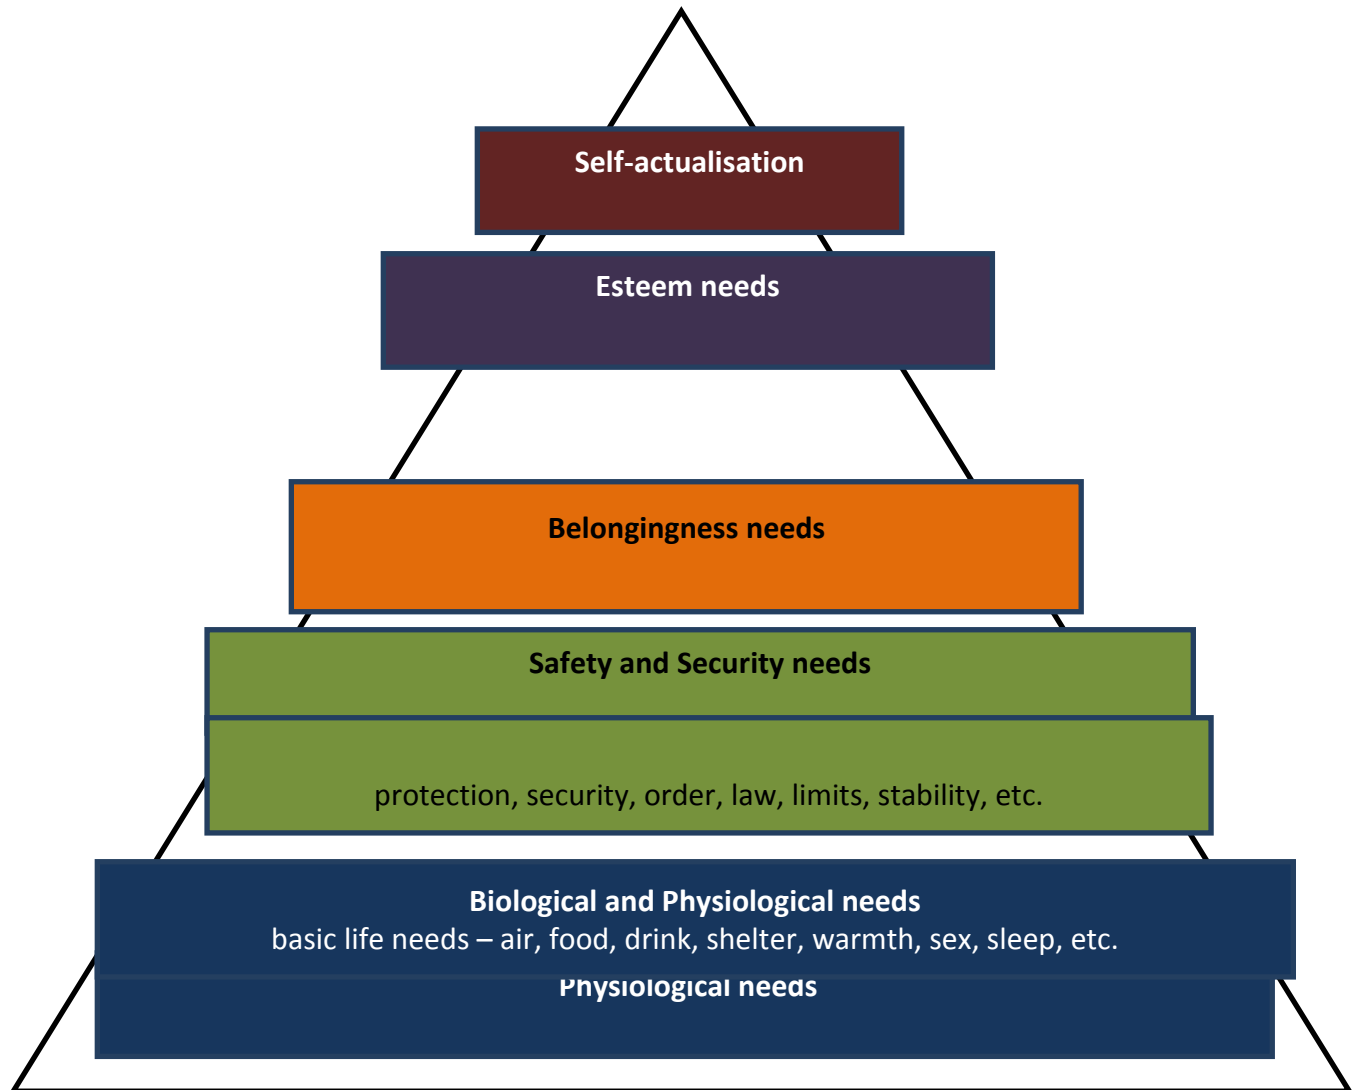 Self-actualisation
Esteem needs
Belongingness needs
Safety and Security needs
protection, security, order, law, limits, stability, etc.
Biological and Physiological needs
basic life needs – air, food, drink, shelter, warmth, sex, sleep, etc.
Physiological needs